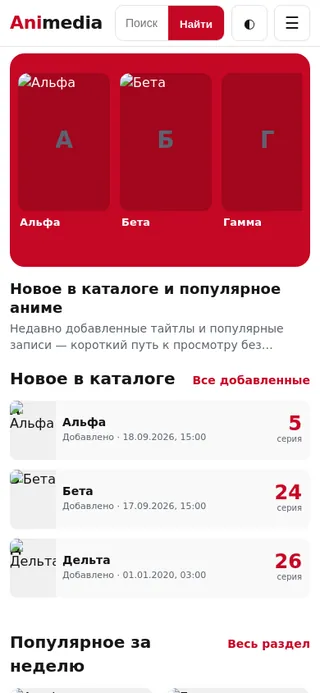 Animedia
Поиск
Найти
Альфа
Бета
А
Б
Г
Альфа
Бета
Гамма
Новое в каталоге и популярное
аниме
Недавно добавленные тайтлы и популярные
записи — короткий путь к просмотру без…
Новое в каталоге
Все добавленные
Альфа
Альфа
Добавлено · 18.09.2026, 15:00
5
серия
Бета
Бета
Добавлено · 17.09.2026, 15:00
24
серия
Дельта
Дельта
Добавлено · 01.01.2020, 03:00
26
серия
Популярное за
неделю
Весь раздел